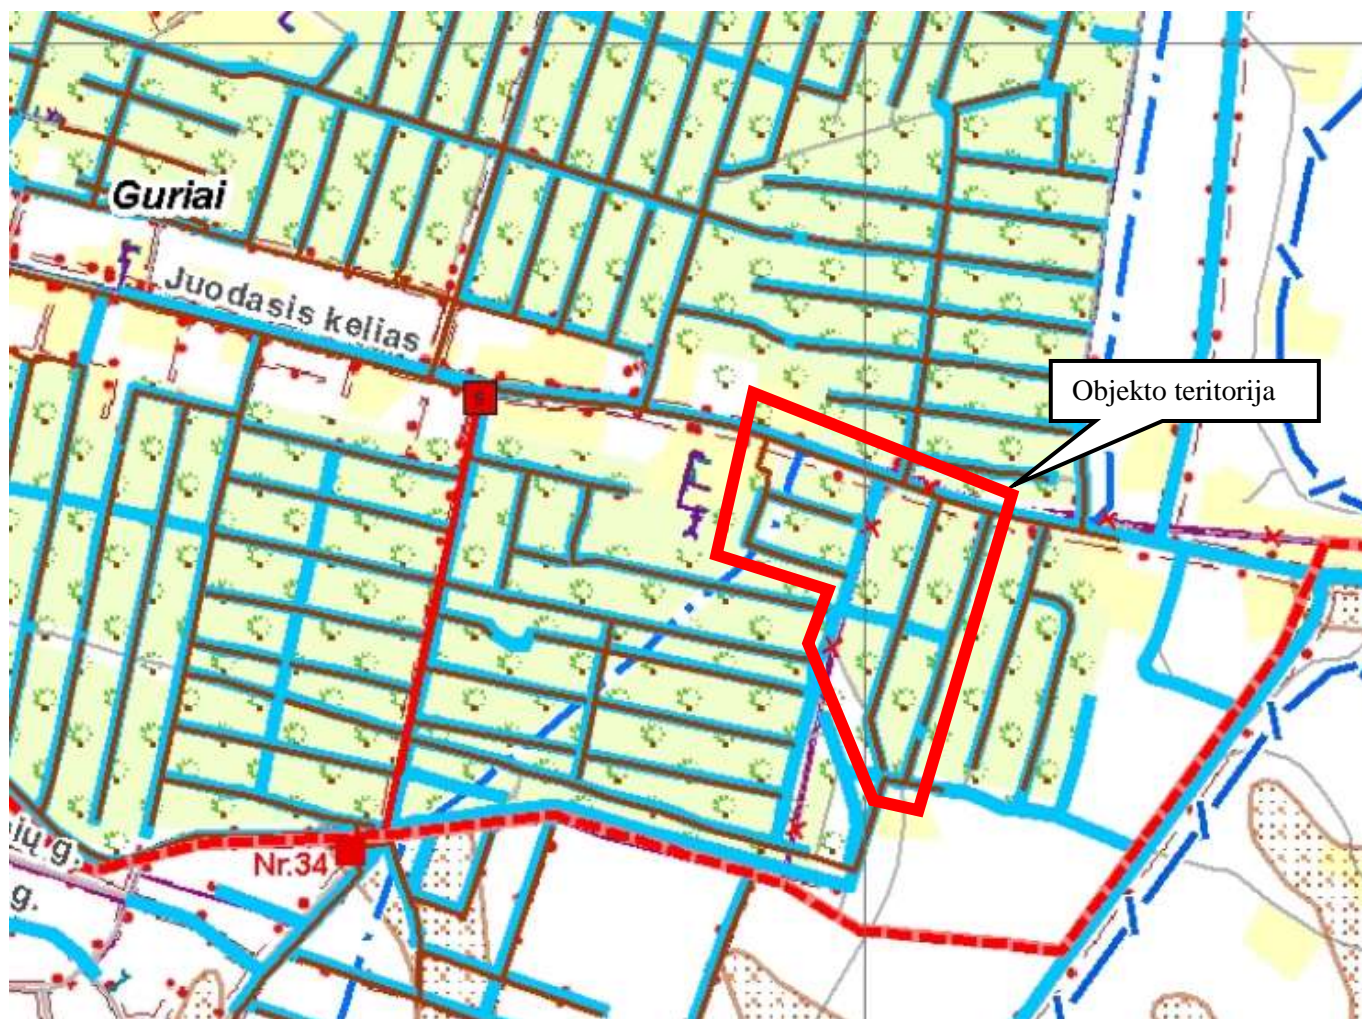 Guriai
Juodasis kelias
Objekto teritorija
Nr.34
g.
g.